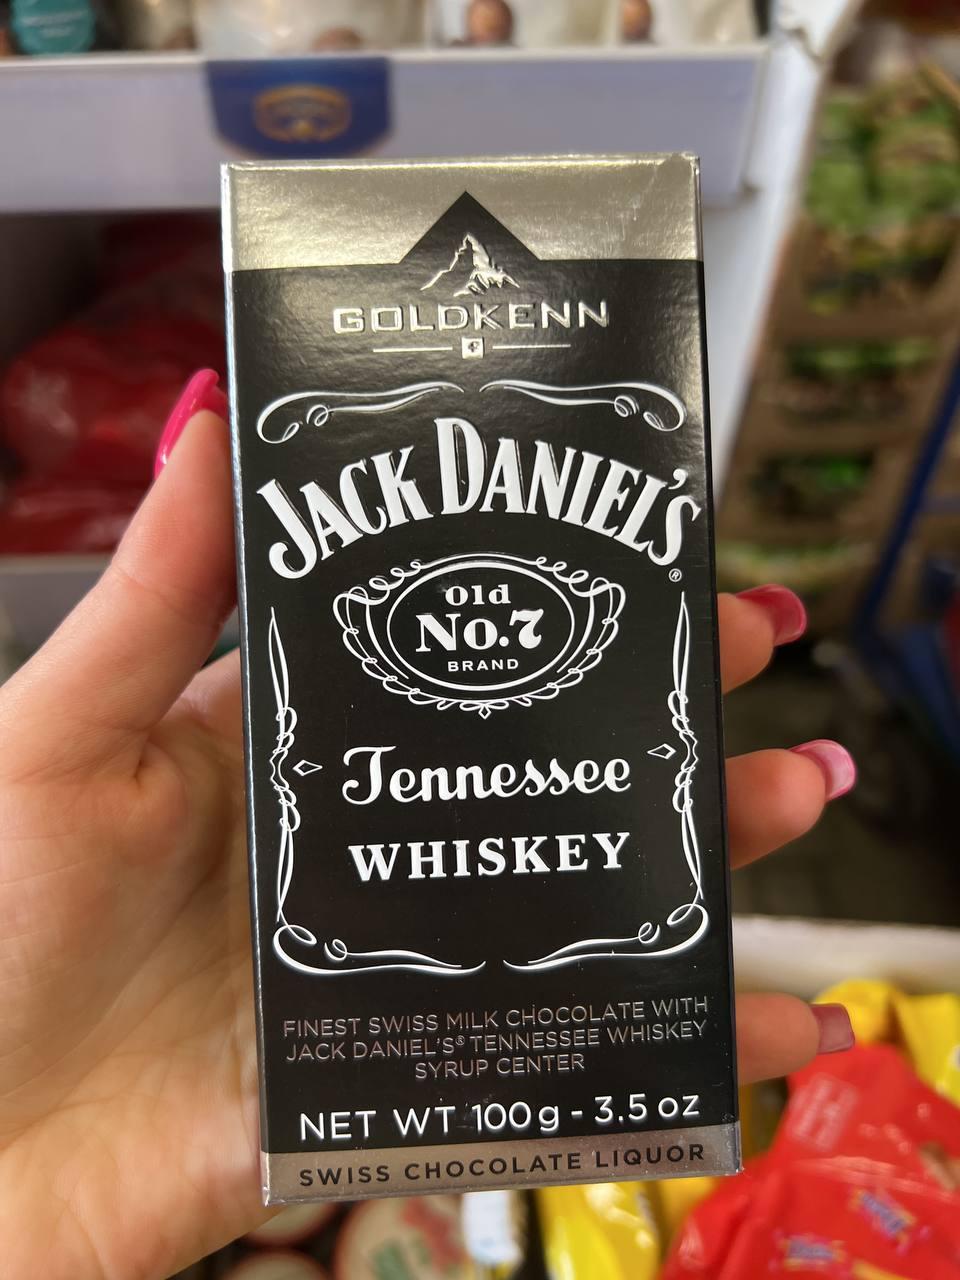 GOLDKENN
JACK DANIEL'S®
Old
No.7
BRAND
Tennessee
WHISKEY
FINEST SWISS MILK CHOCOLATE WITH
JACK DANIEL'S® TENNESSEE WHISKEY
SYRUP CENTER
NET WT 100g - 3.5 oz
SWISS CHOCOLATE LIQUOR